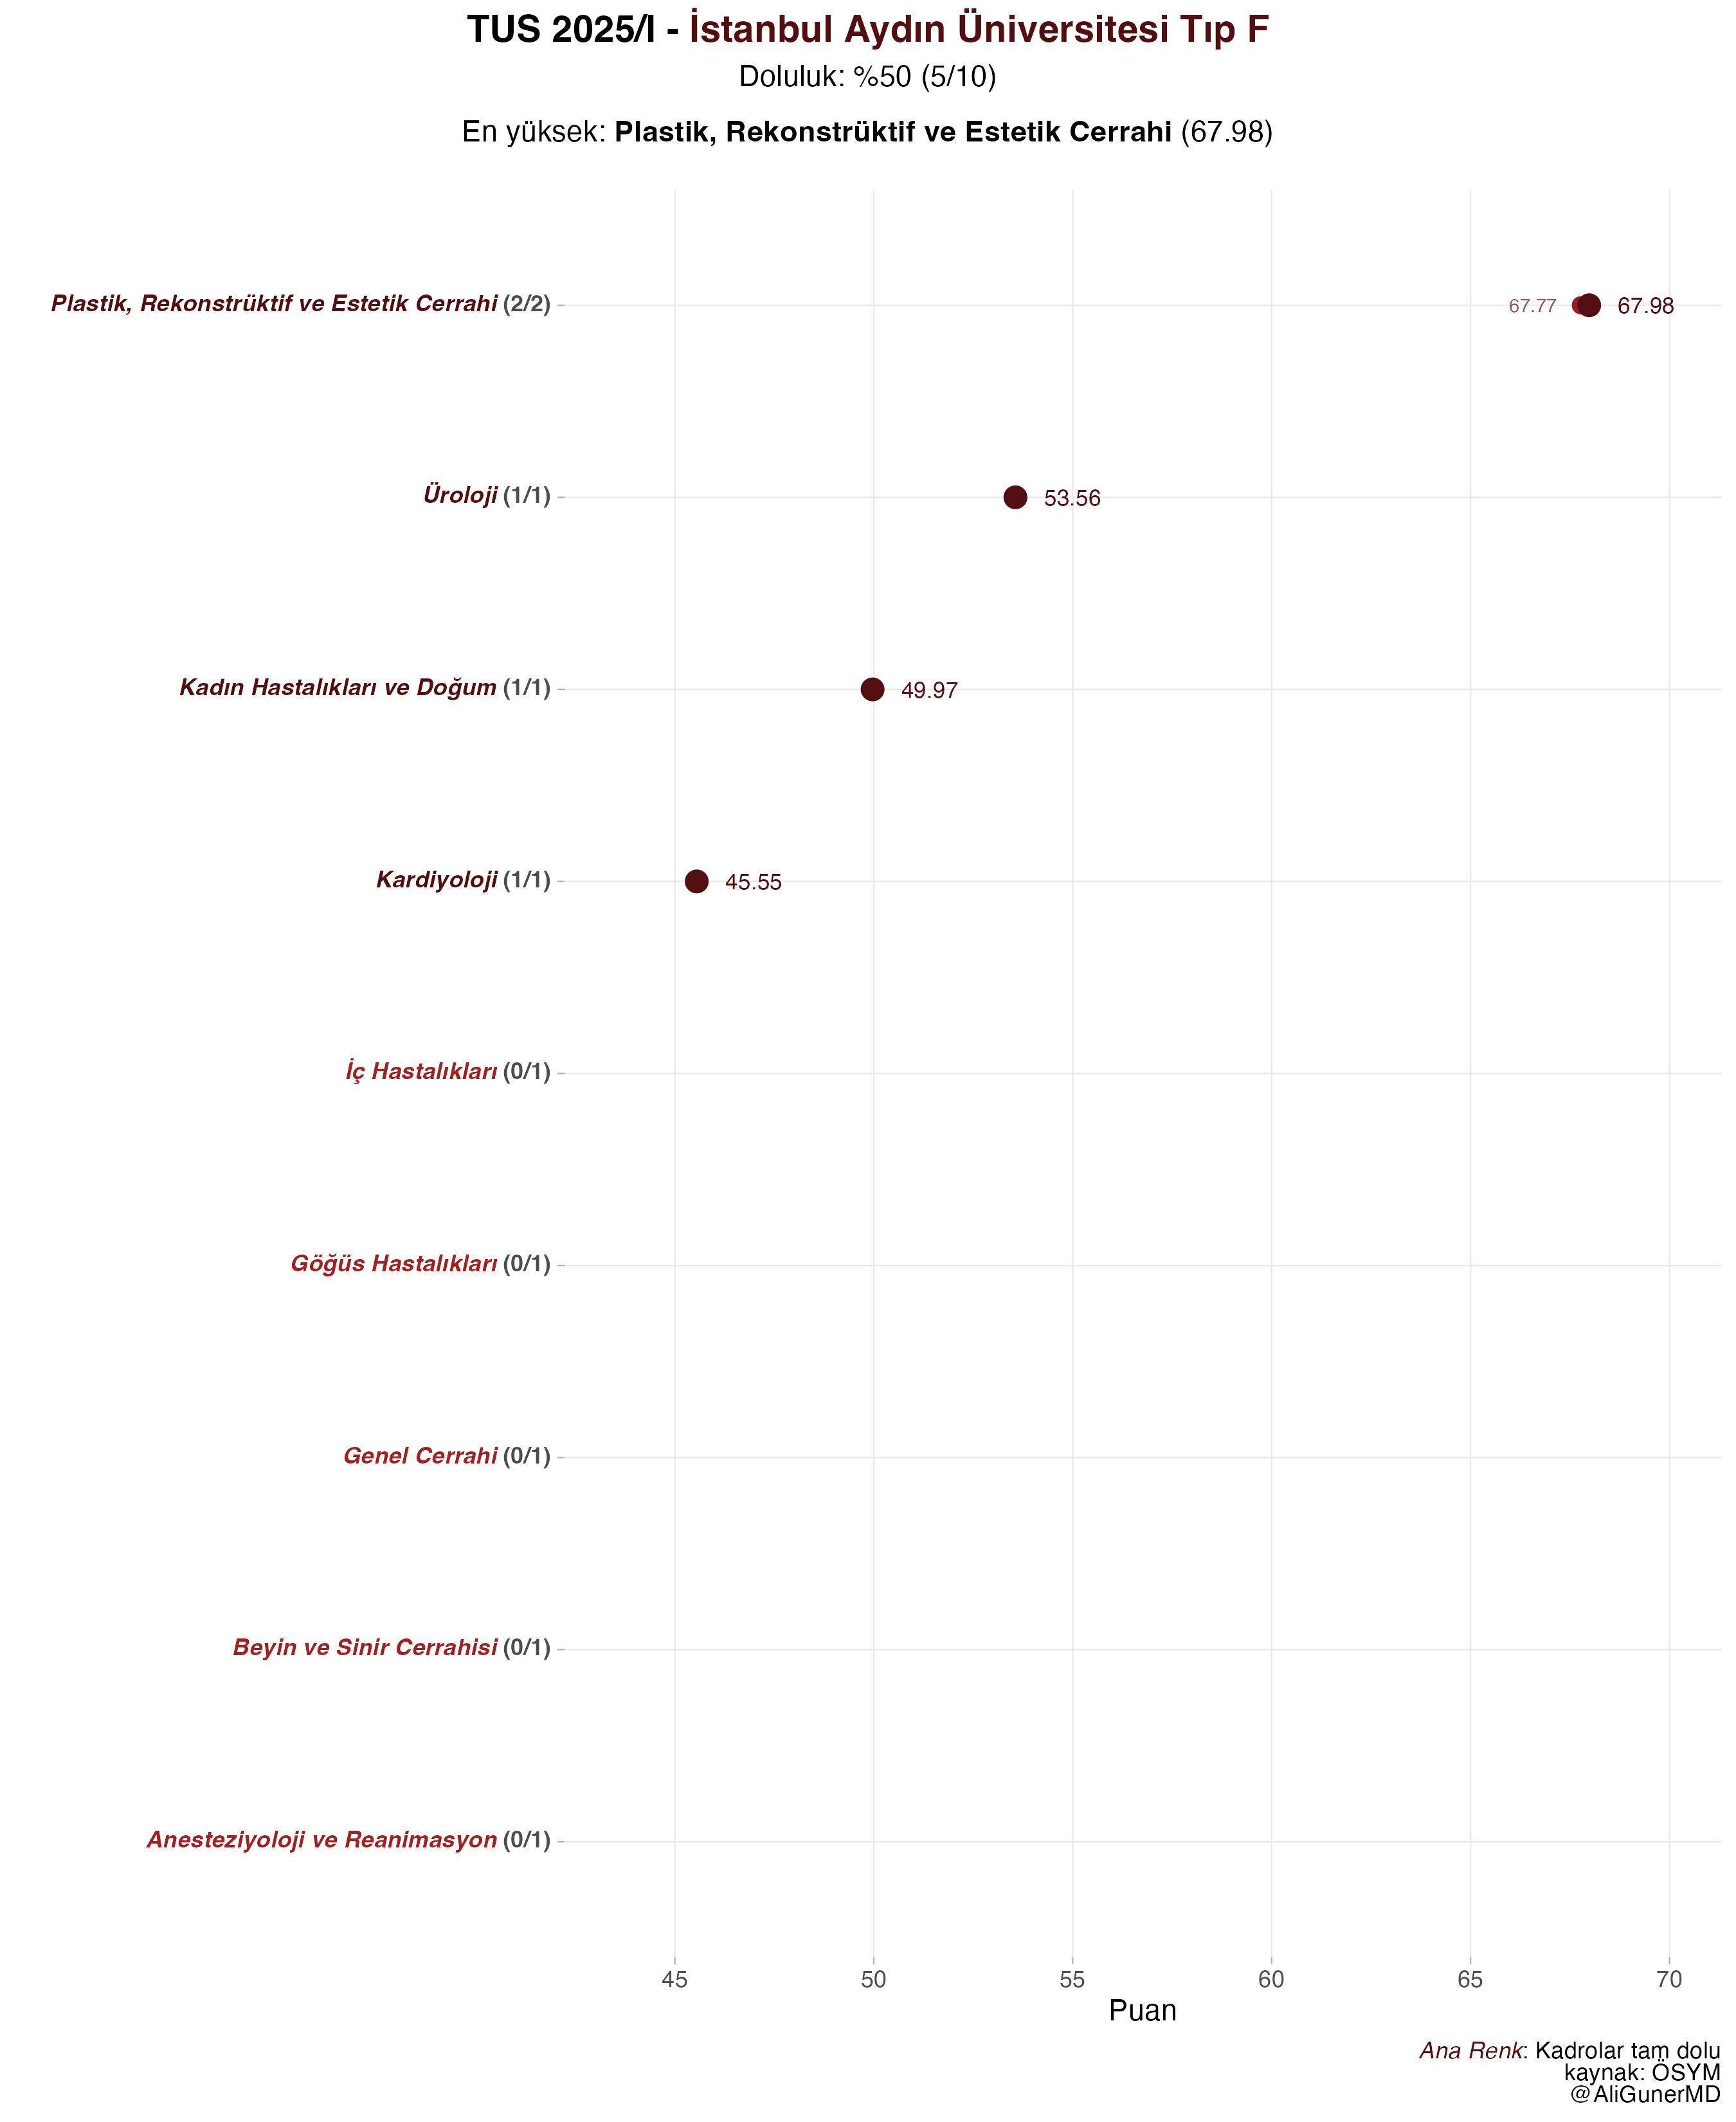 TUS 2025/I - İstanbul Aydın Üniversitesi Tıp F
Doluluk: %50 (5/10)
En yüksek: Plastik, Rekonstrüktif ve Estetik Cerrahi (67.98)
Plastik, Rekonstrüktif ve Estetik Cerrahi (2/2) 67.77 67.98
Üroloji (1/1) 53.56
Kadın Hastalıkları ve Doğum (1/1) 49.97
Kardiyoloji (1/1) 45.55
İç Hastalıkları (0/1)
Göğüs Hastalıkları (0/1)
Genel Cerrahi (0/1)
Beyin ve Sinir Cerrahisi (0/1)
Anesteziyoloji ve Reanimasyon (0/1)
45 50 55 60 65 70
Puan
Ana Renk: Kadrolar tam dolu
kaynak: ÖSYM
@AliGunerMD